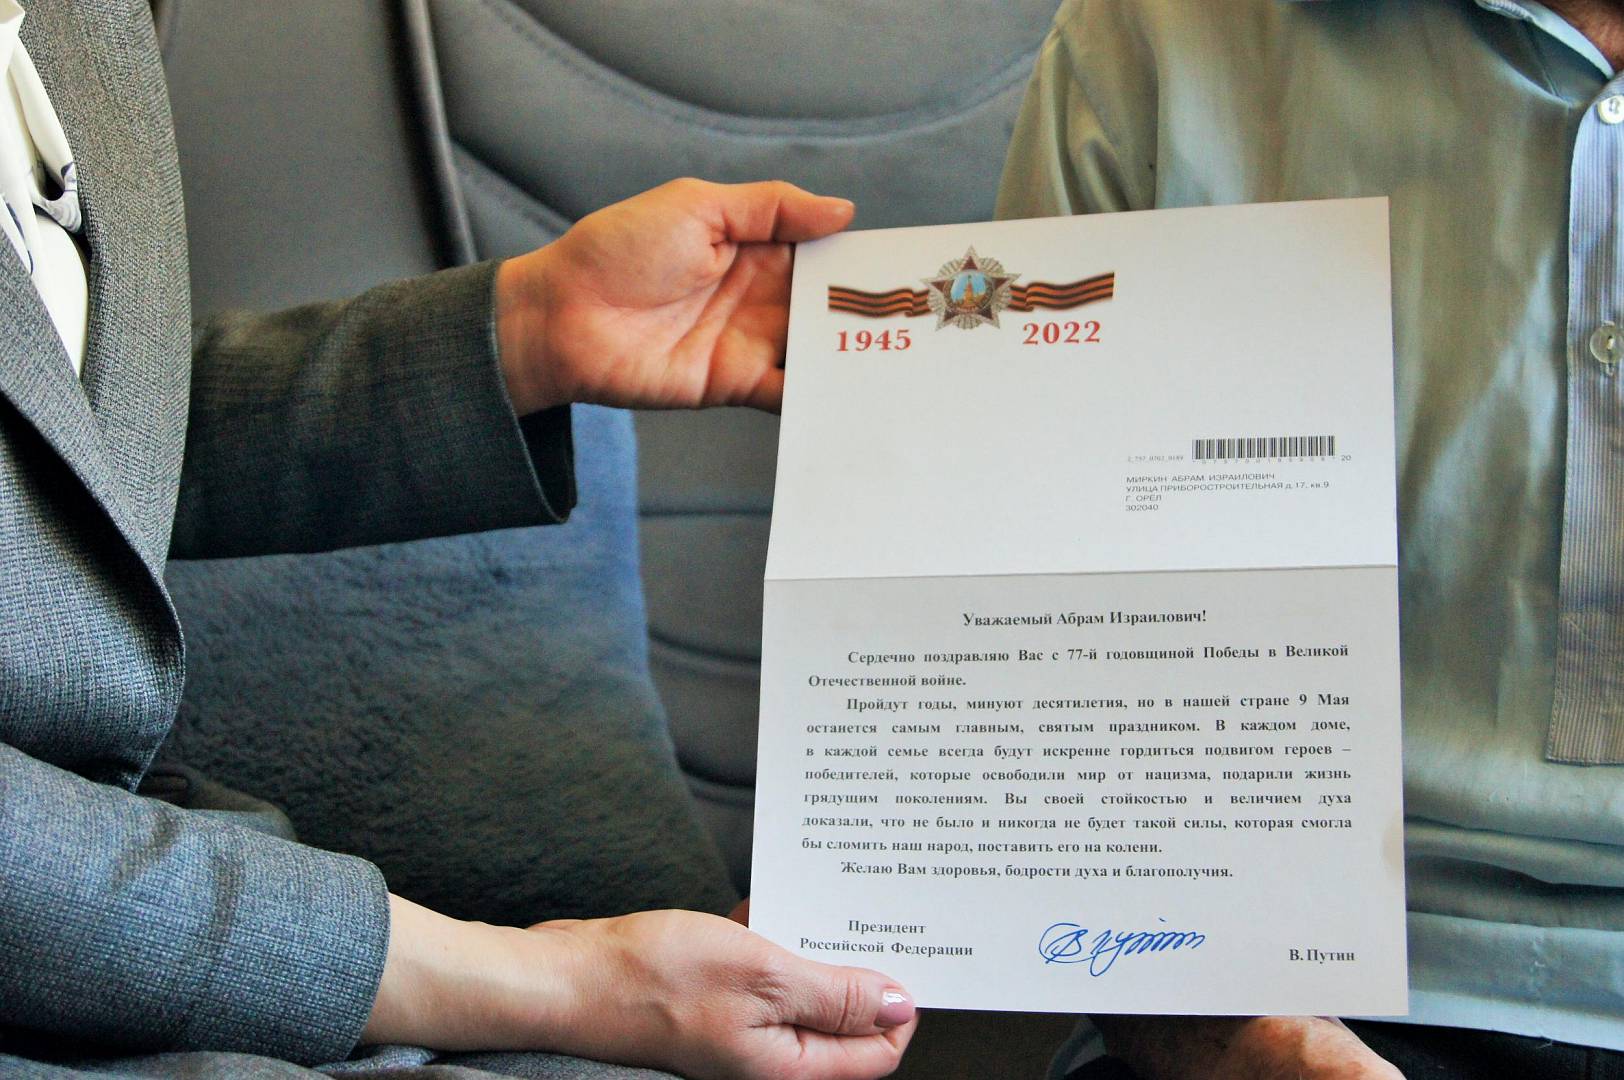 1945 2022
20
МИРКИН АБРАМ ИЗРАИЛОВИЧ
УЛИЦА ПРИБОРОСТРОИТЕЛЬНАЯ д.17, кв.9
Г. ОРЁЛ
302040
Уважаемый Абрам Израилович!
Сердечно поздравляю Вас с 77-й годовщиной Победы в Великой
Отечественной войне.
Пройдут годы, минуют десятилетия, но в нашей стране 9 Мая
останется самым главным, святым праздником. В каждом доме,
в каждой семье всегда будут искренне гордиться подвигом героев –
победителей, которые освободили мир от нацизма, подарили жизнь
грядущим поколениям. Вы своей стойкостью и величием духа
доказали, что не было и никогда не будет такой силы, которая смогла
бы сломить наш народ, поставить его на колени.
Желаю Вам здоровья, бодрости духа и благополучия.
Президент
Российской Федерации
В. Путин
В. Путин